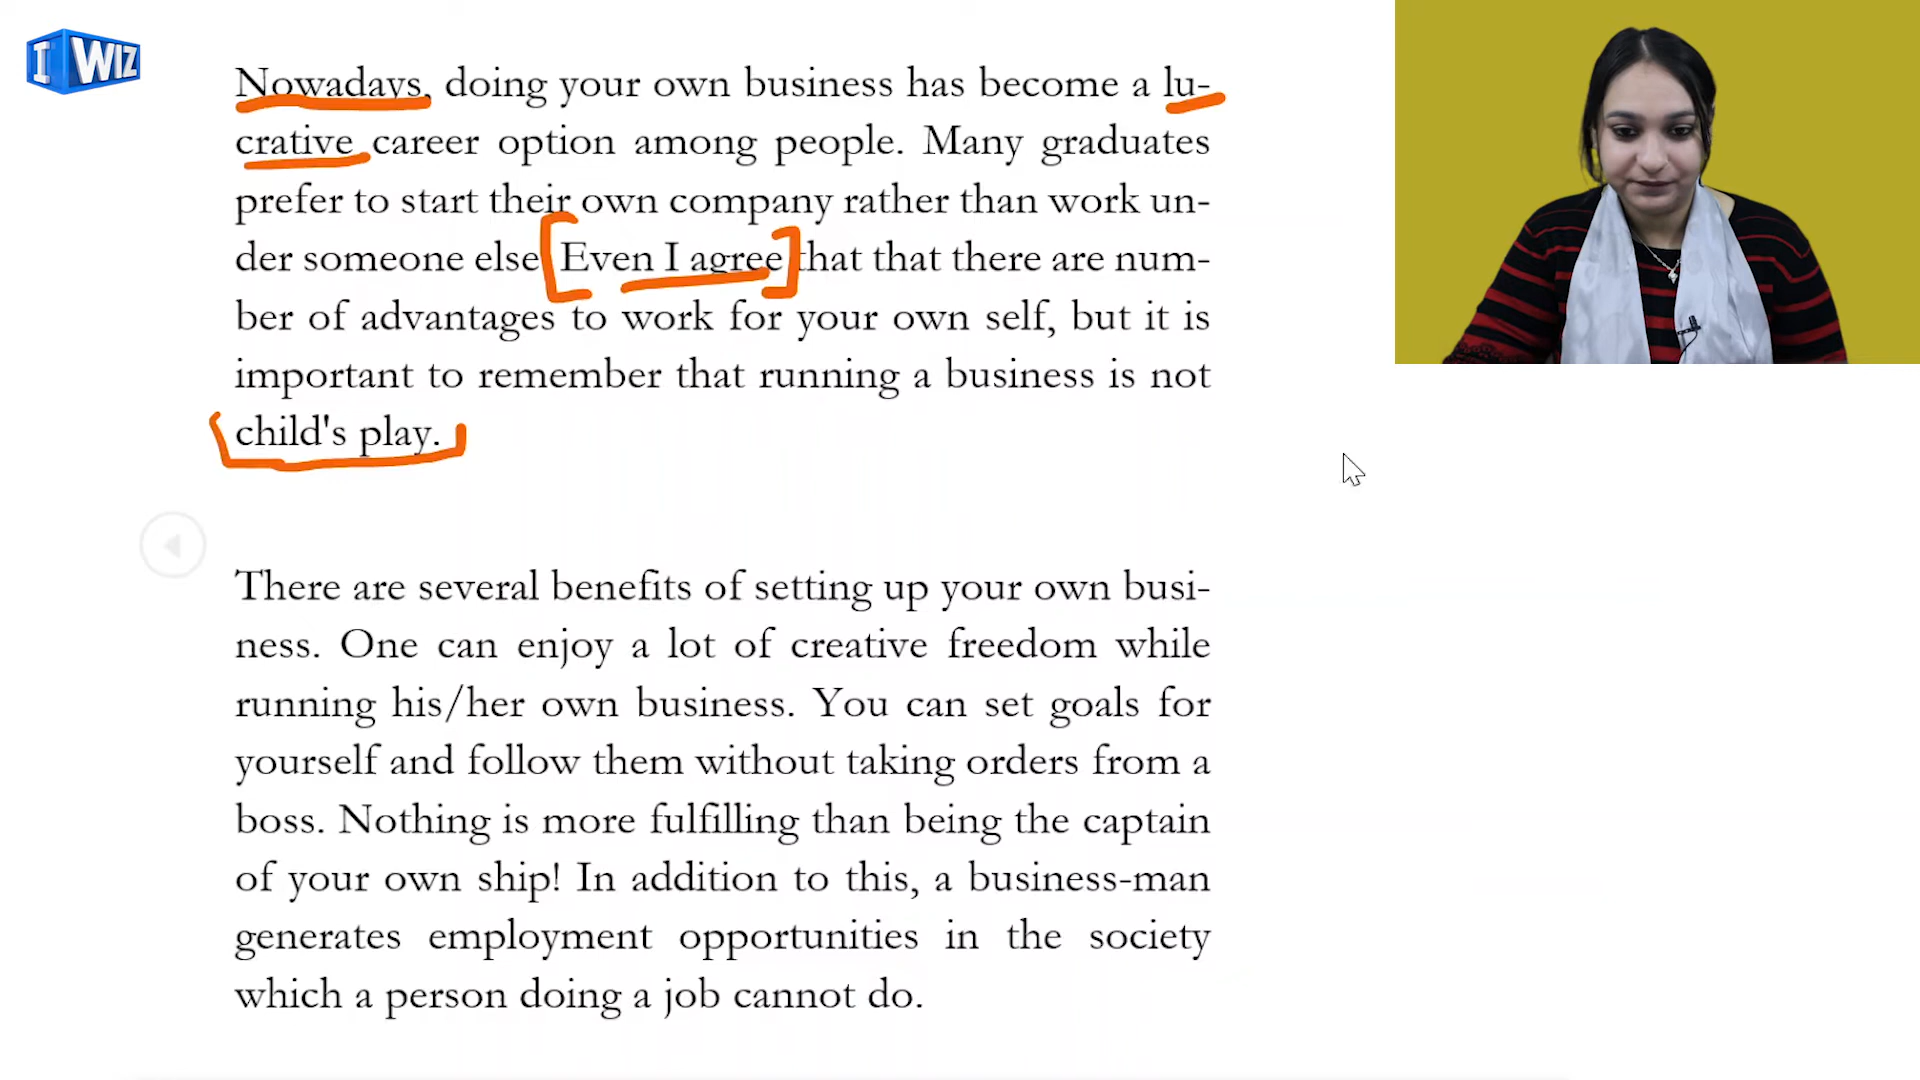 I WIZ
Nowadays, doing your own business has become a lu-
crative career option among people. Many graduates
prefer to start their own company rather than work un-
der someone else Even I agree that that there are num-
ber of advantages to work for your own self, but it is
important to remember that running a business is not
child's play.
There are several benefits of setting up your own busi-
ness. One can enjoy a lot of creative freedom while
running his/her own business. You can set goals for
yourself and follow them without taking orders from a
boss. Nothing is more fulfilling than being the captain
of your own ship! In addition to this, a business-man
generates employment opportunities in the society
which a person doing a job cannot do.